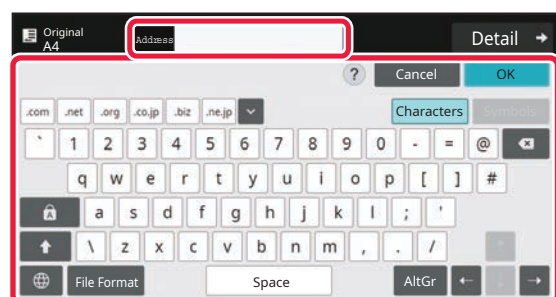 Original
A4
Address
Detail
? Cancel OK
.com .net .org .co.jp .biz .ne.jp Characters Symbols
` 1 2 3 4 5 6 7 8 9 0 - = @
q w e r t y u i o p [ ] #
A a s d f g h j k l ; '
\ z x c v b n m , . /
File Format Space AltGr